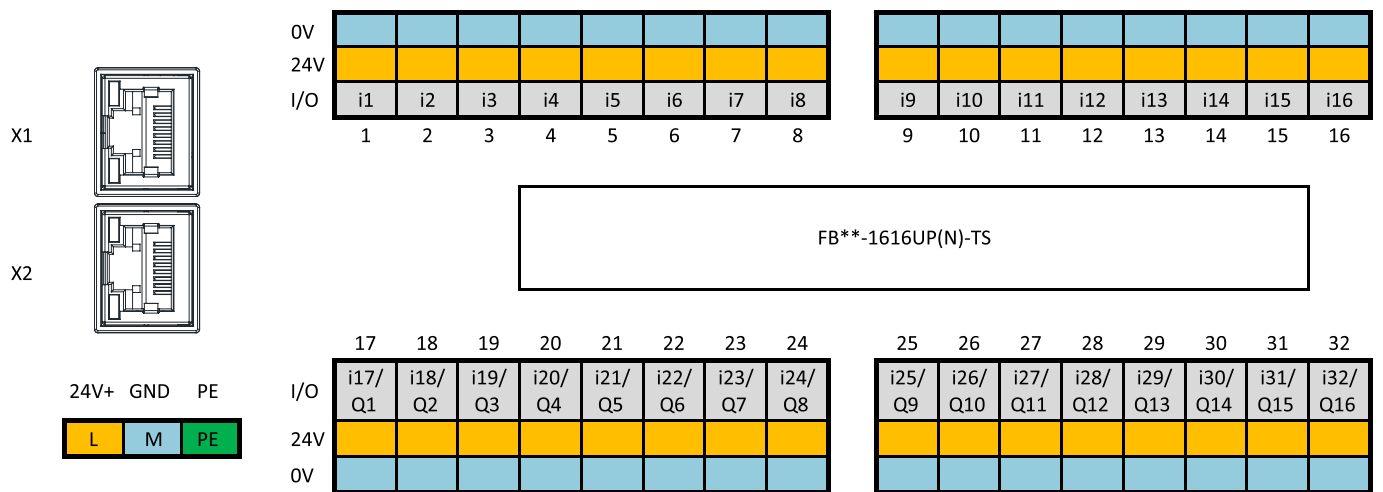 0V
24V
I/O i1 i2 i3 i4 i5 i6 i7 i8 i9 i10 i11 i12 i13 i14 i15 i16
X1 1 2 3 4 5 6 7 8 9 10 11 12 13 14 15 16
FB**-1616UP(N)-TS
X2
17 18 19 20 21 22 23 24 25 26 27 28 29 30 31 32
24V+ GND PE I/O i17/ i18/ i19/ i20/ i21/ i22/ i23/ i24/ i25/ i26/ i27/ i28/ i29/ i30/ i31/ i32/
Q1 Q2 Q3 Q4 Q5 Q6 Q7 Q8 Q9 Q10 Q11 Q12 Q13 Q14 Q15 Q16
L M PE 24V
0V